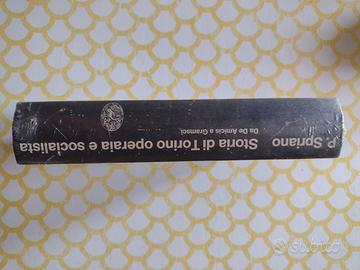 P. Spriano
Storia di Torino operaia e socialista
Da De Amicis a Gramsci.
subito